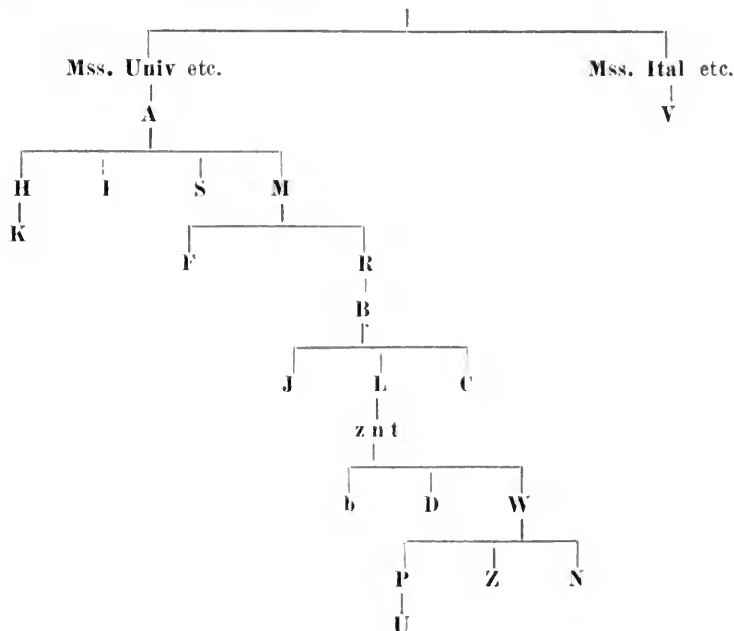 Mss. Univ etc. Mss. Ital etc.
A V
H I S M
K
F R
B
J L C
z n t
b D W
P Z N
U